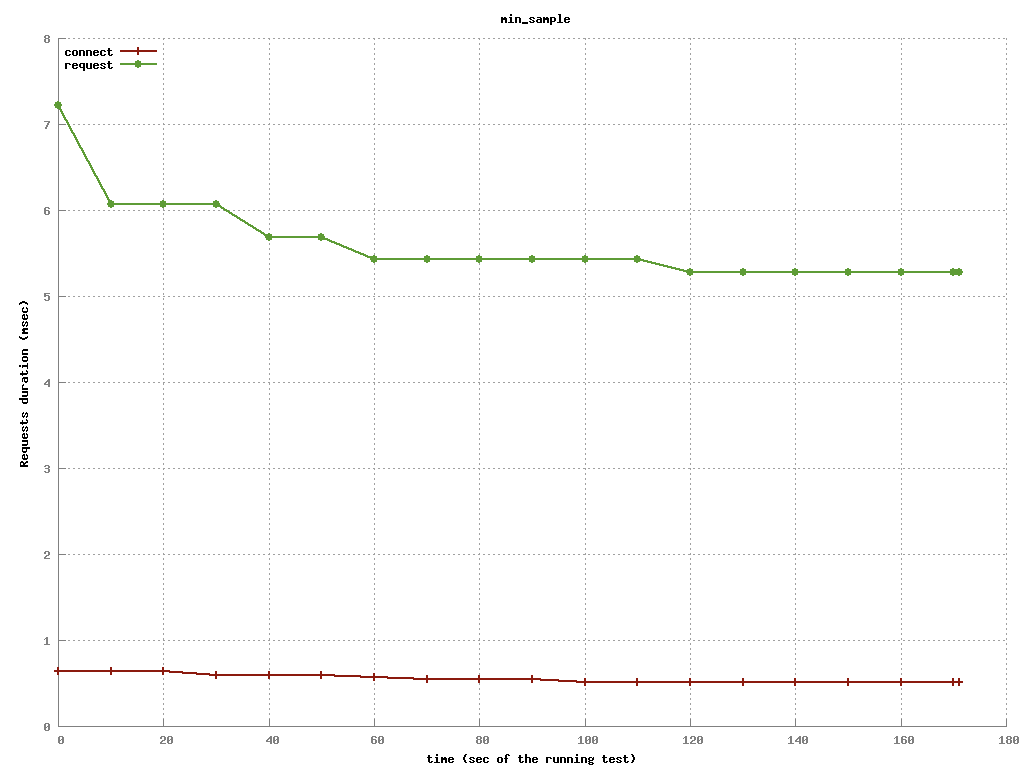 min_sample
connect
request
8
7
6
5
4
3
2
1
0
Requests duration (msec)
0 20 40 60 80 100 120 140 160 180
time (sec of the running test)